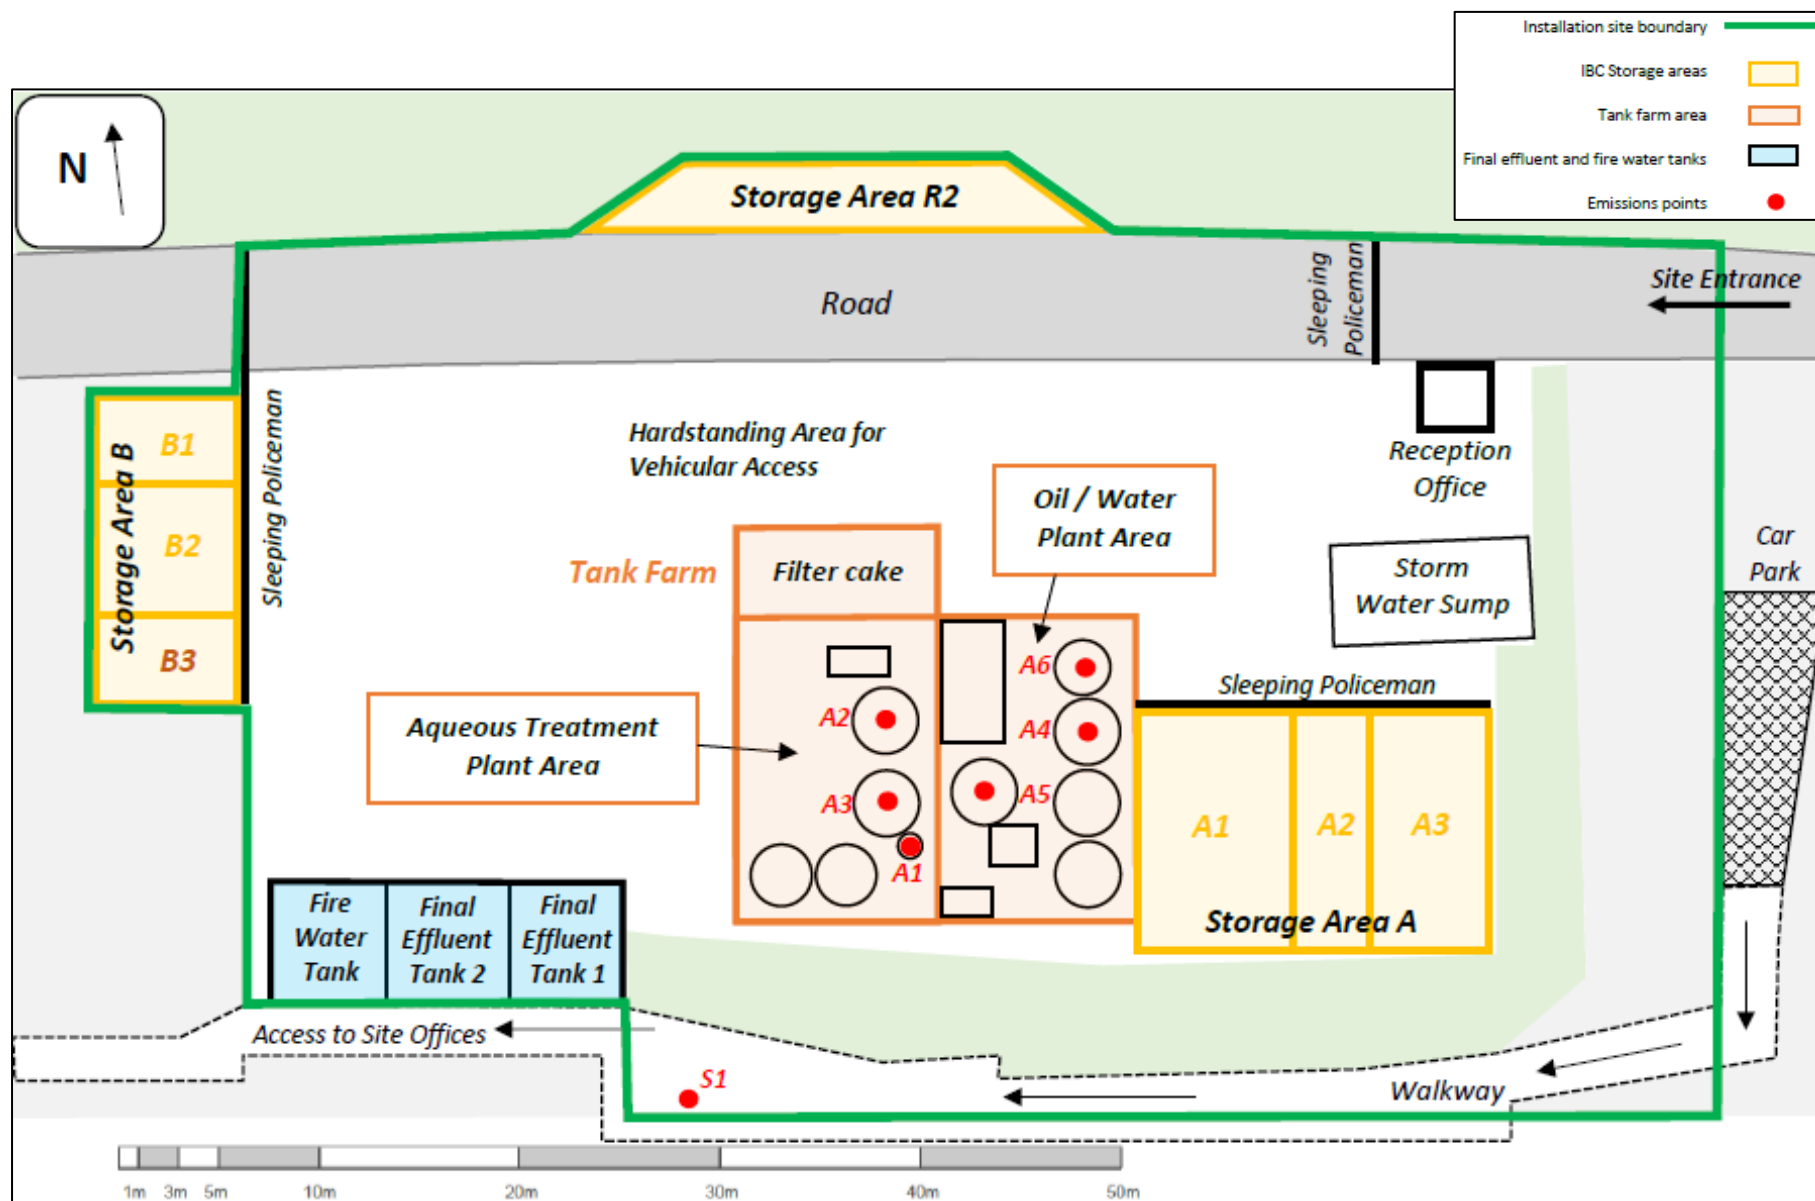 Installation site boundary
IBC Storage areas
Tank farm area
Final effluent and fire water tanks
Emissions points
N
Storage Area R2
Site Entrance
Road
Sleeping
Policeman
Hardstanding Area for
Vehicular Access
Reception
Office
Storage Area B
B1
B2
B3
Sleeping Policeman
Oil / Water
Plant Area
Tank Farm
Filter cake
Storm
Water Sump
Car
Park
Aqueous Treatment
Plant Area
A2
A3
A1
A6
A4
A5
Sleeping Policeman
A1
A2
A3
Storage Area A
Fire
Water
Tank
Final
Effluent
Tank 2
Final
Effluent
Tank 1
Access to Site Offices
S1
Walkway
1m 3m 5m 10m 20m 30m 40m 50m